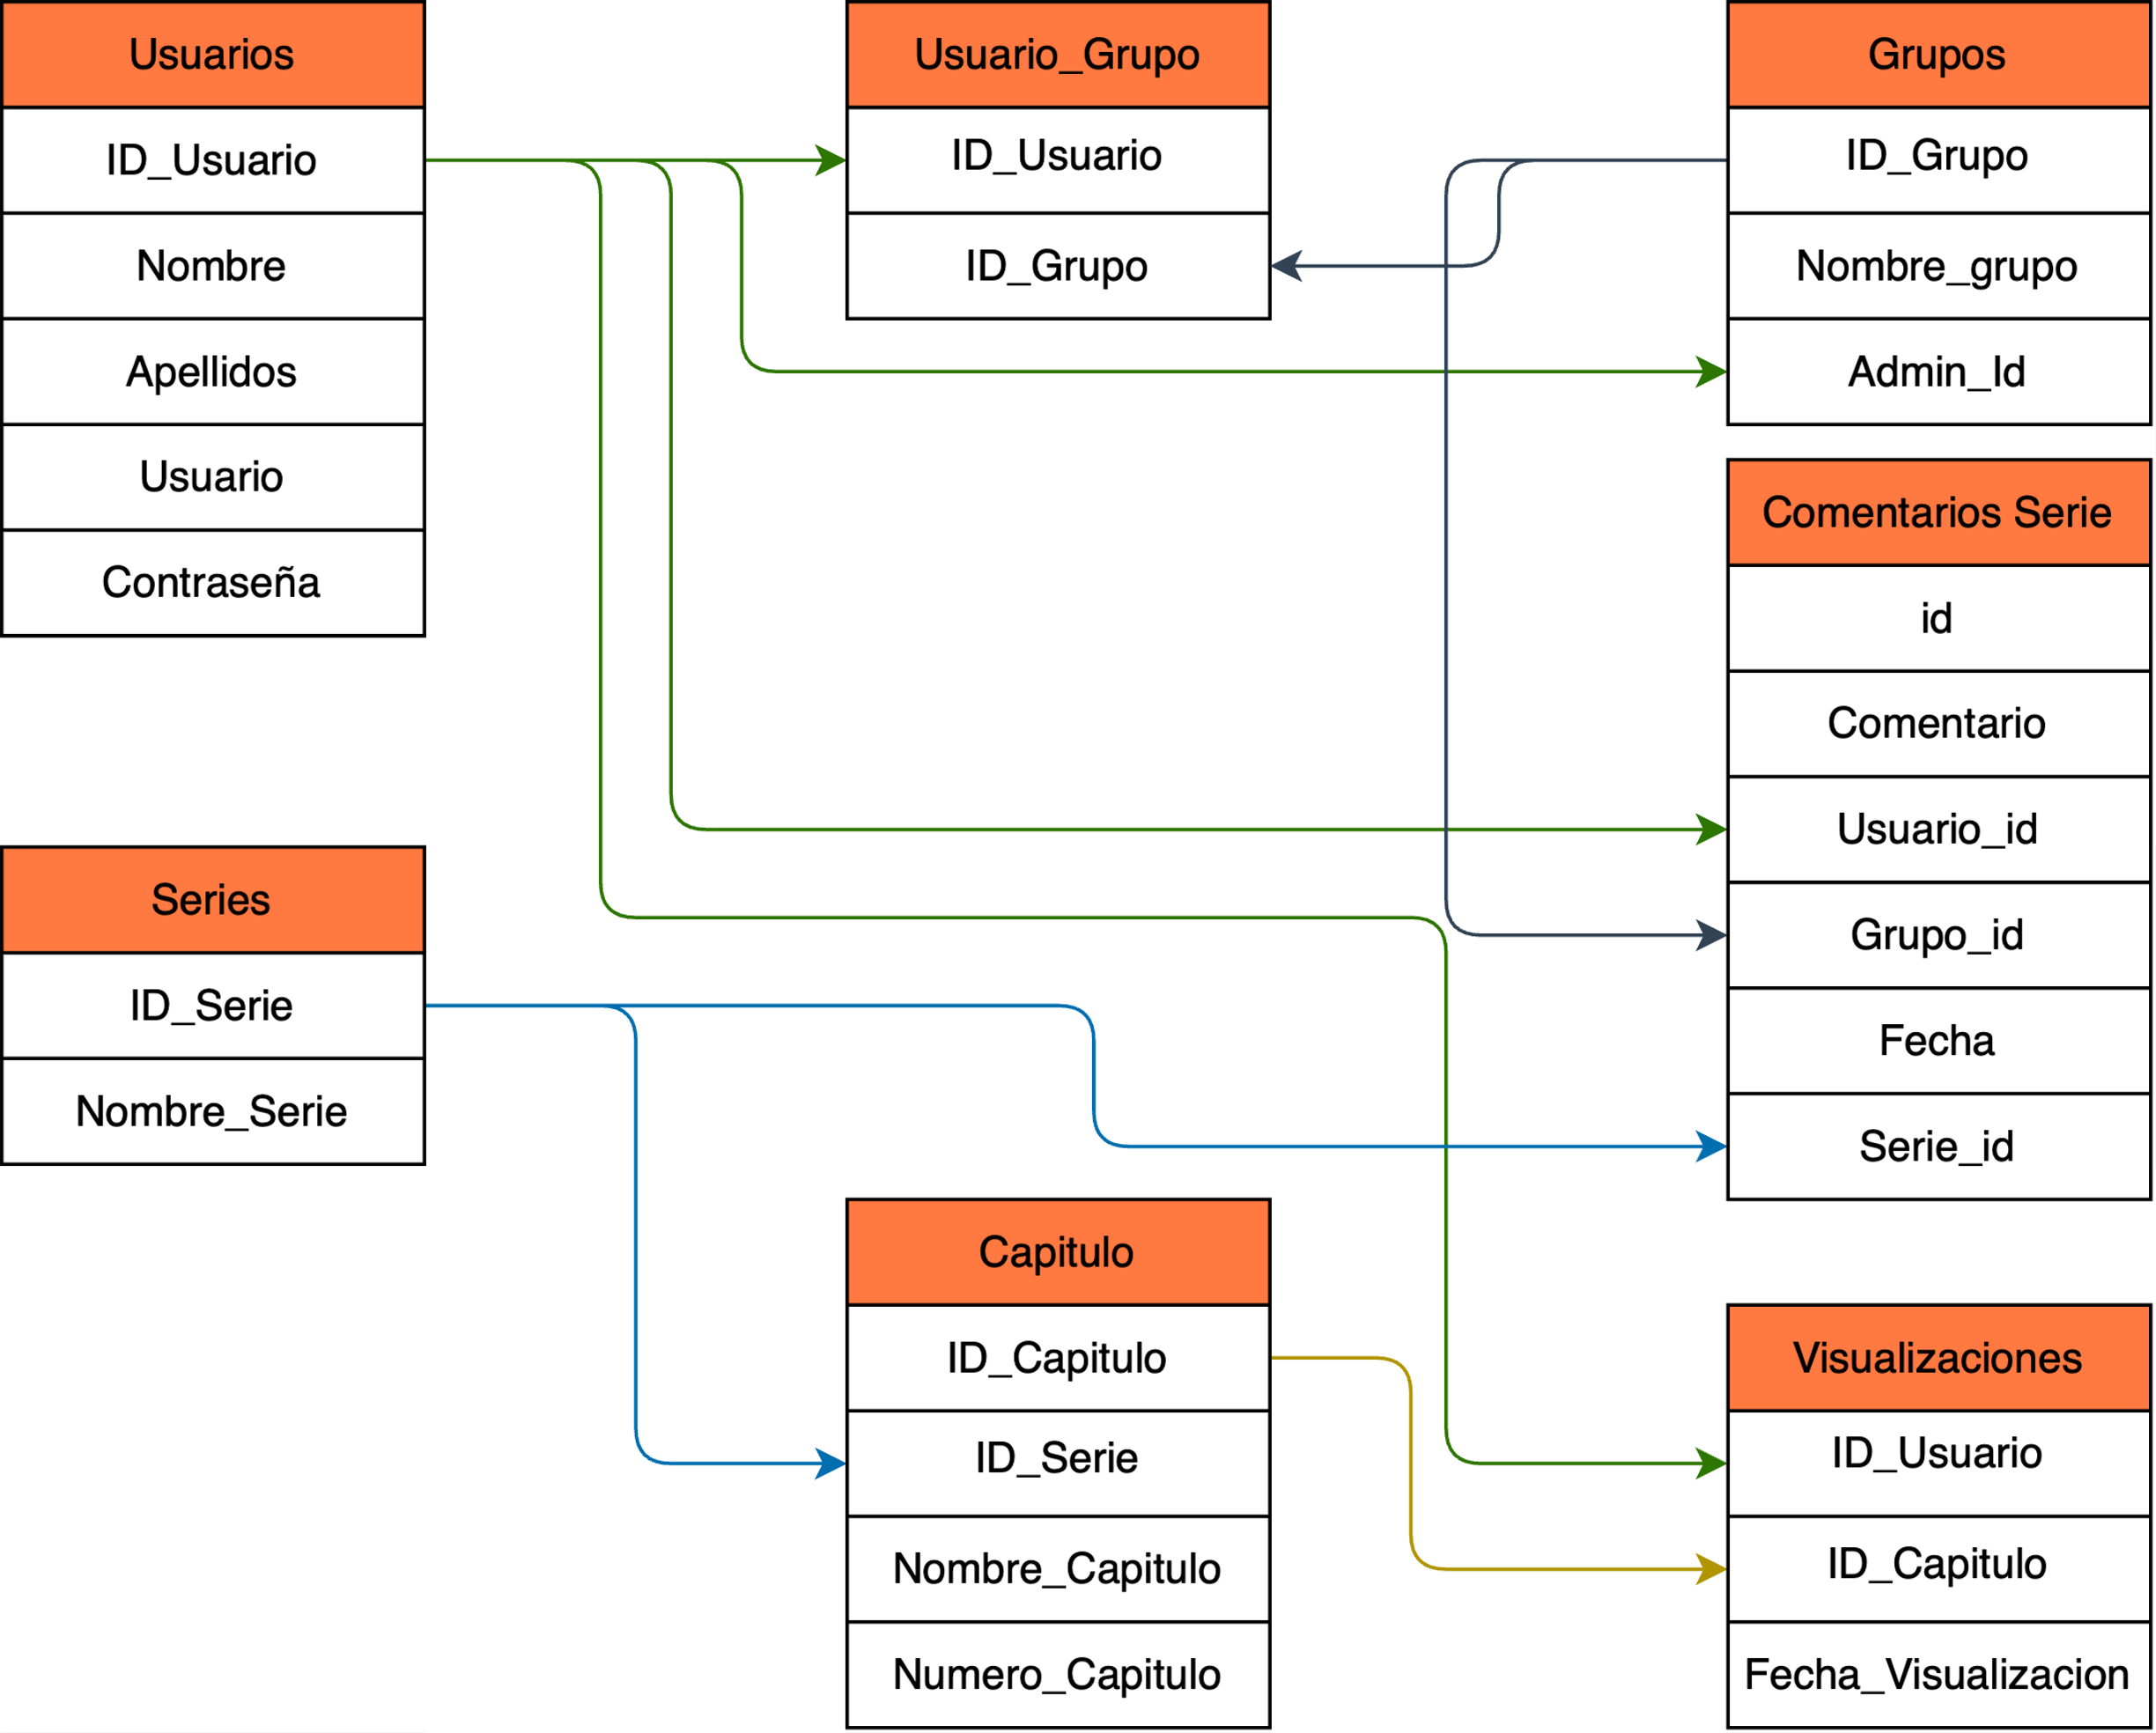 Usuarios
ID_Usuario
Nombre
Apellidos
Usuario
Contraseña
Usuario_Grupo
ID_Usuario
ID_Grupo
Grupos
ID_Grupo
Nombre_grupo
Admin_Id
Comentarios Serie
id
Comentario
Usuario_id
Grupo_id
Fecha
Serie_id
Series
ID_Serie
Nombre_Serie
Capitulo
ID_Capitulo
ID_Serie
Nombre_Capitulo
Numero_Capitulo
Visualizaciones
ID_Usuario
ID_Capitulo
Fecha_Visualizacion